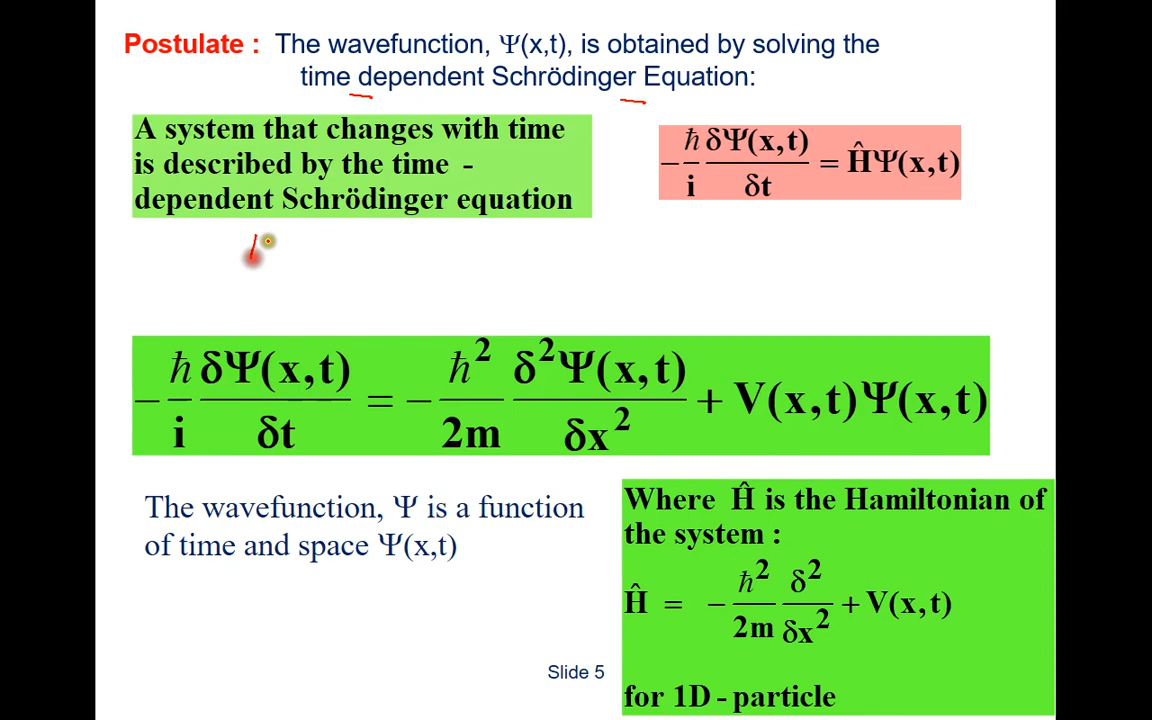 Postulate : The wavefunction, Ψ(x,t), is obtained by solving the
time dependent Schrödinger Equation:
A system that changes with time
is described by the time -
dependent Schrödinger equation
-ħ/i δΨ(x,t)/δt = ĤΨ(x,t)
-ħ/i δΨ(x,t)/δt = -ħ²/2m δ²Ψ(x,t)/δx² + V(x,t)Ψ(x,t)
The wavefunction, Ψ is a function
of time and space Ψ(x,t)
Where Ĥ is the Hamiltonian of
the system :
Ĥ = -ħ²/2m δ²/δx² + V(x,t)
for 1D - particle
Slide 5